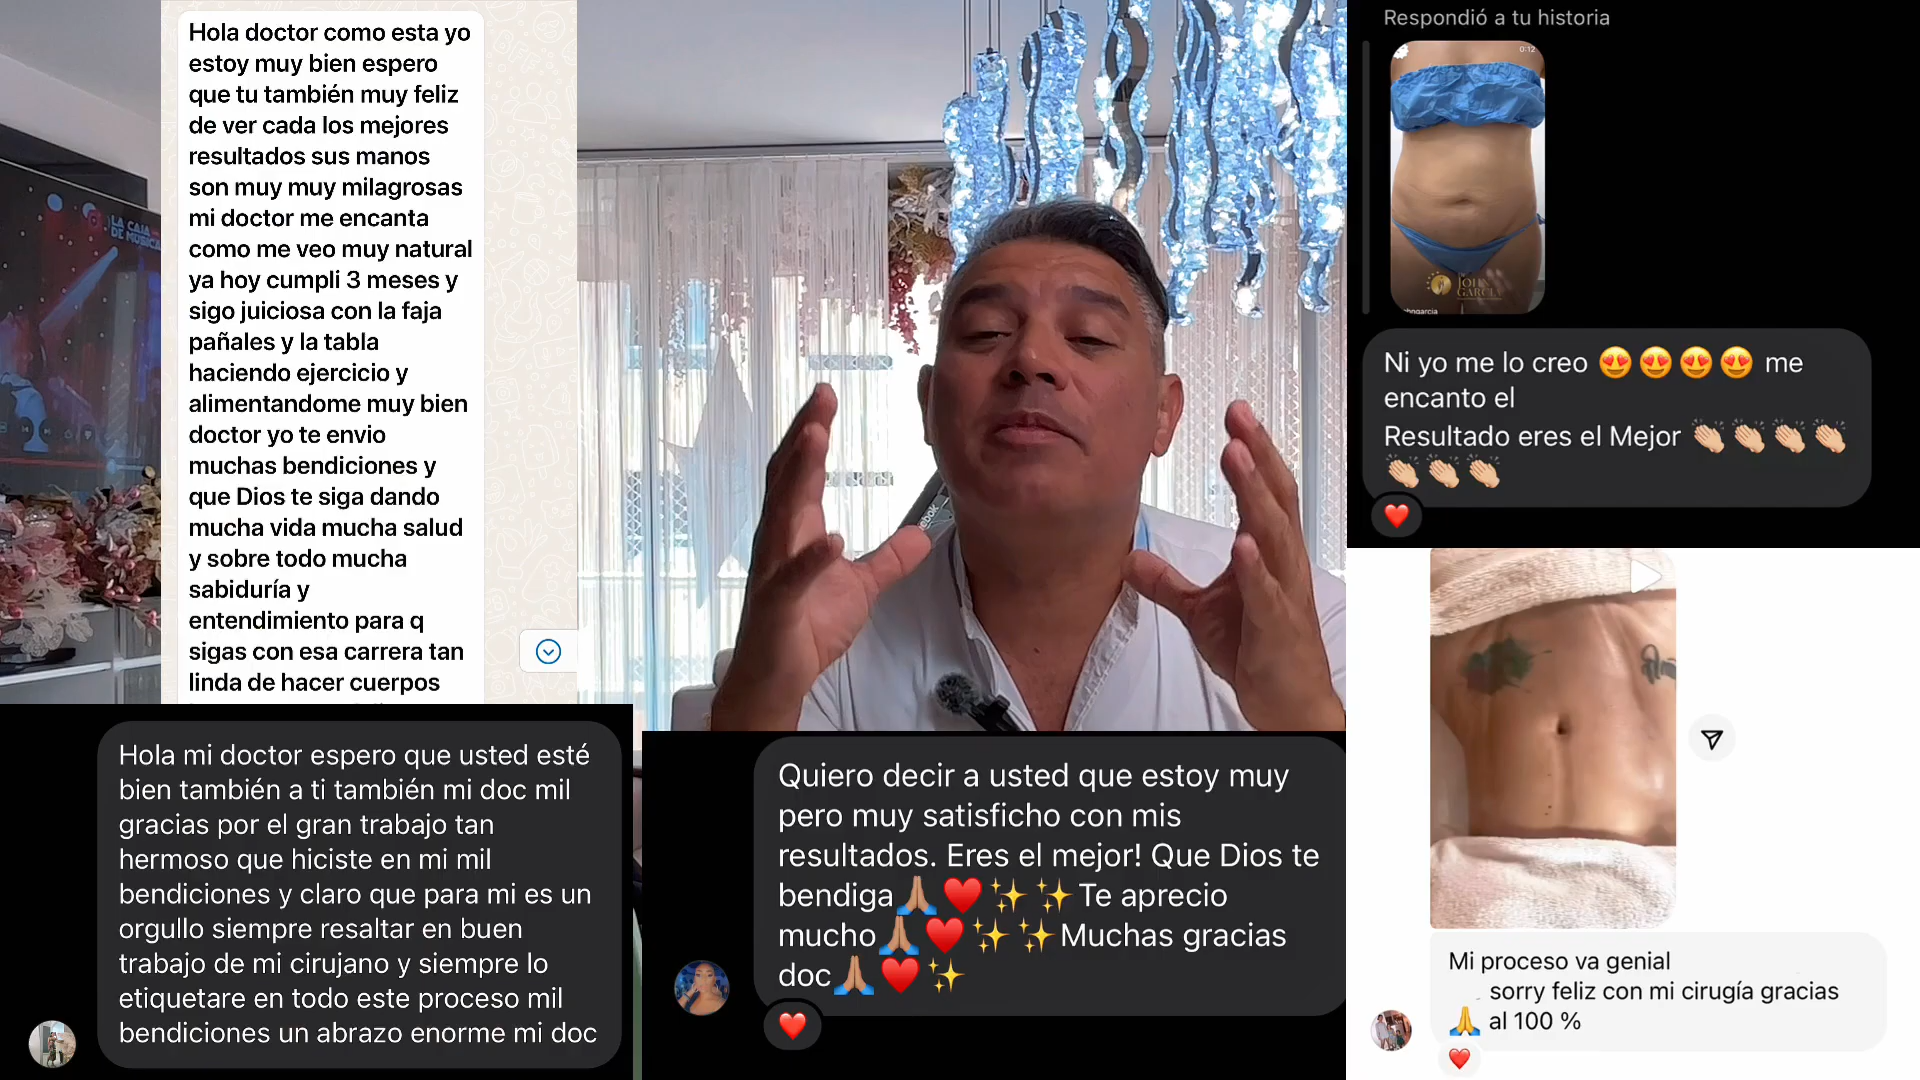 Hola doctor como esta yo
estoy muy bien espero
que tu también muy feliz
de ver cada los mejores
resultados sus manos
son muy muy milagrosas
mi doctor me encanta
como me veo muy natural
ya hoy cumpli 3 meses y
sigo juiciosa con la faja
pañales y la tabla
haciendo ejercicio y
alimentandome muy bien
doctor yo te envio
muchas bendiciones y
que Dios te siga dando
mucha vida mucha salud
y sobre todo mucha
sabiduría y
entendimiento para q
sigas con esa carrera tan
linda de hacer cuerpos
LA CAJA
DE MÚSICA
Hola mi doctor espero que usted esté
bien también a ti también mi doc mil
gracias por el gran trabajo tan
hermoso que hiciste en mi mil
bendiciones y claro que para mi es un
orgullo siempre resaltar en buen
trabajo de mi cirujano y siempre lo
etiquetare en todo este proceso mil
bendiciones un abrazo enorme mi doc
Quiero decir a usted que estoy muy
pero muy satisficho con mis
resultados. Eres el mejor! Que Dios te
bendiga🙏🏽❤️✨✨Te aprecio
mucho🙏🏽❤️✨✨Muchas gracias
doc🙏🏽❤️✨
Respondió a tu historia
0:12
JOHN
GARCIA
Ni yo me lo creo 😍😍😍😍 me
encanto el
Resultado eres el Mejor 👏🏻👏🏻👏🏻👏🏻
👏🏻👏🏻👏🏻
Mi proceso va genial
sorry feliz con mi cirugía gracias
🙏 al 100 %